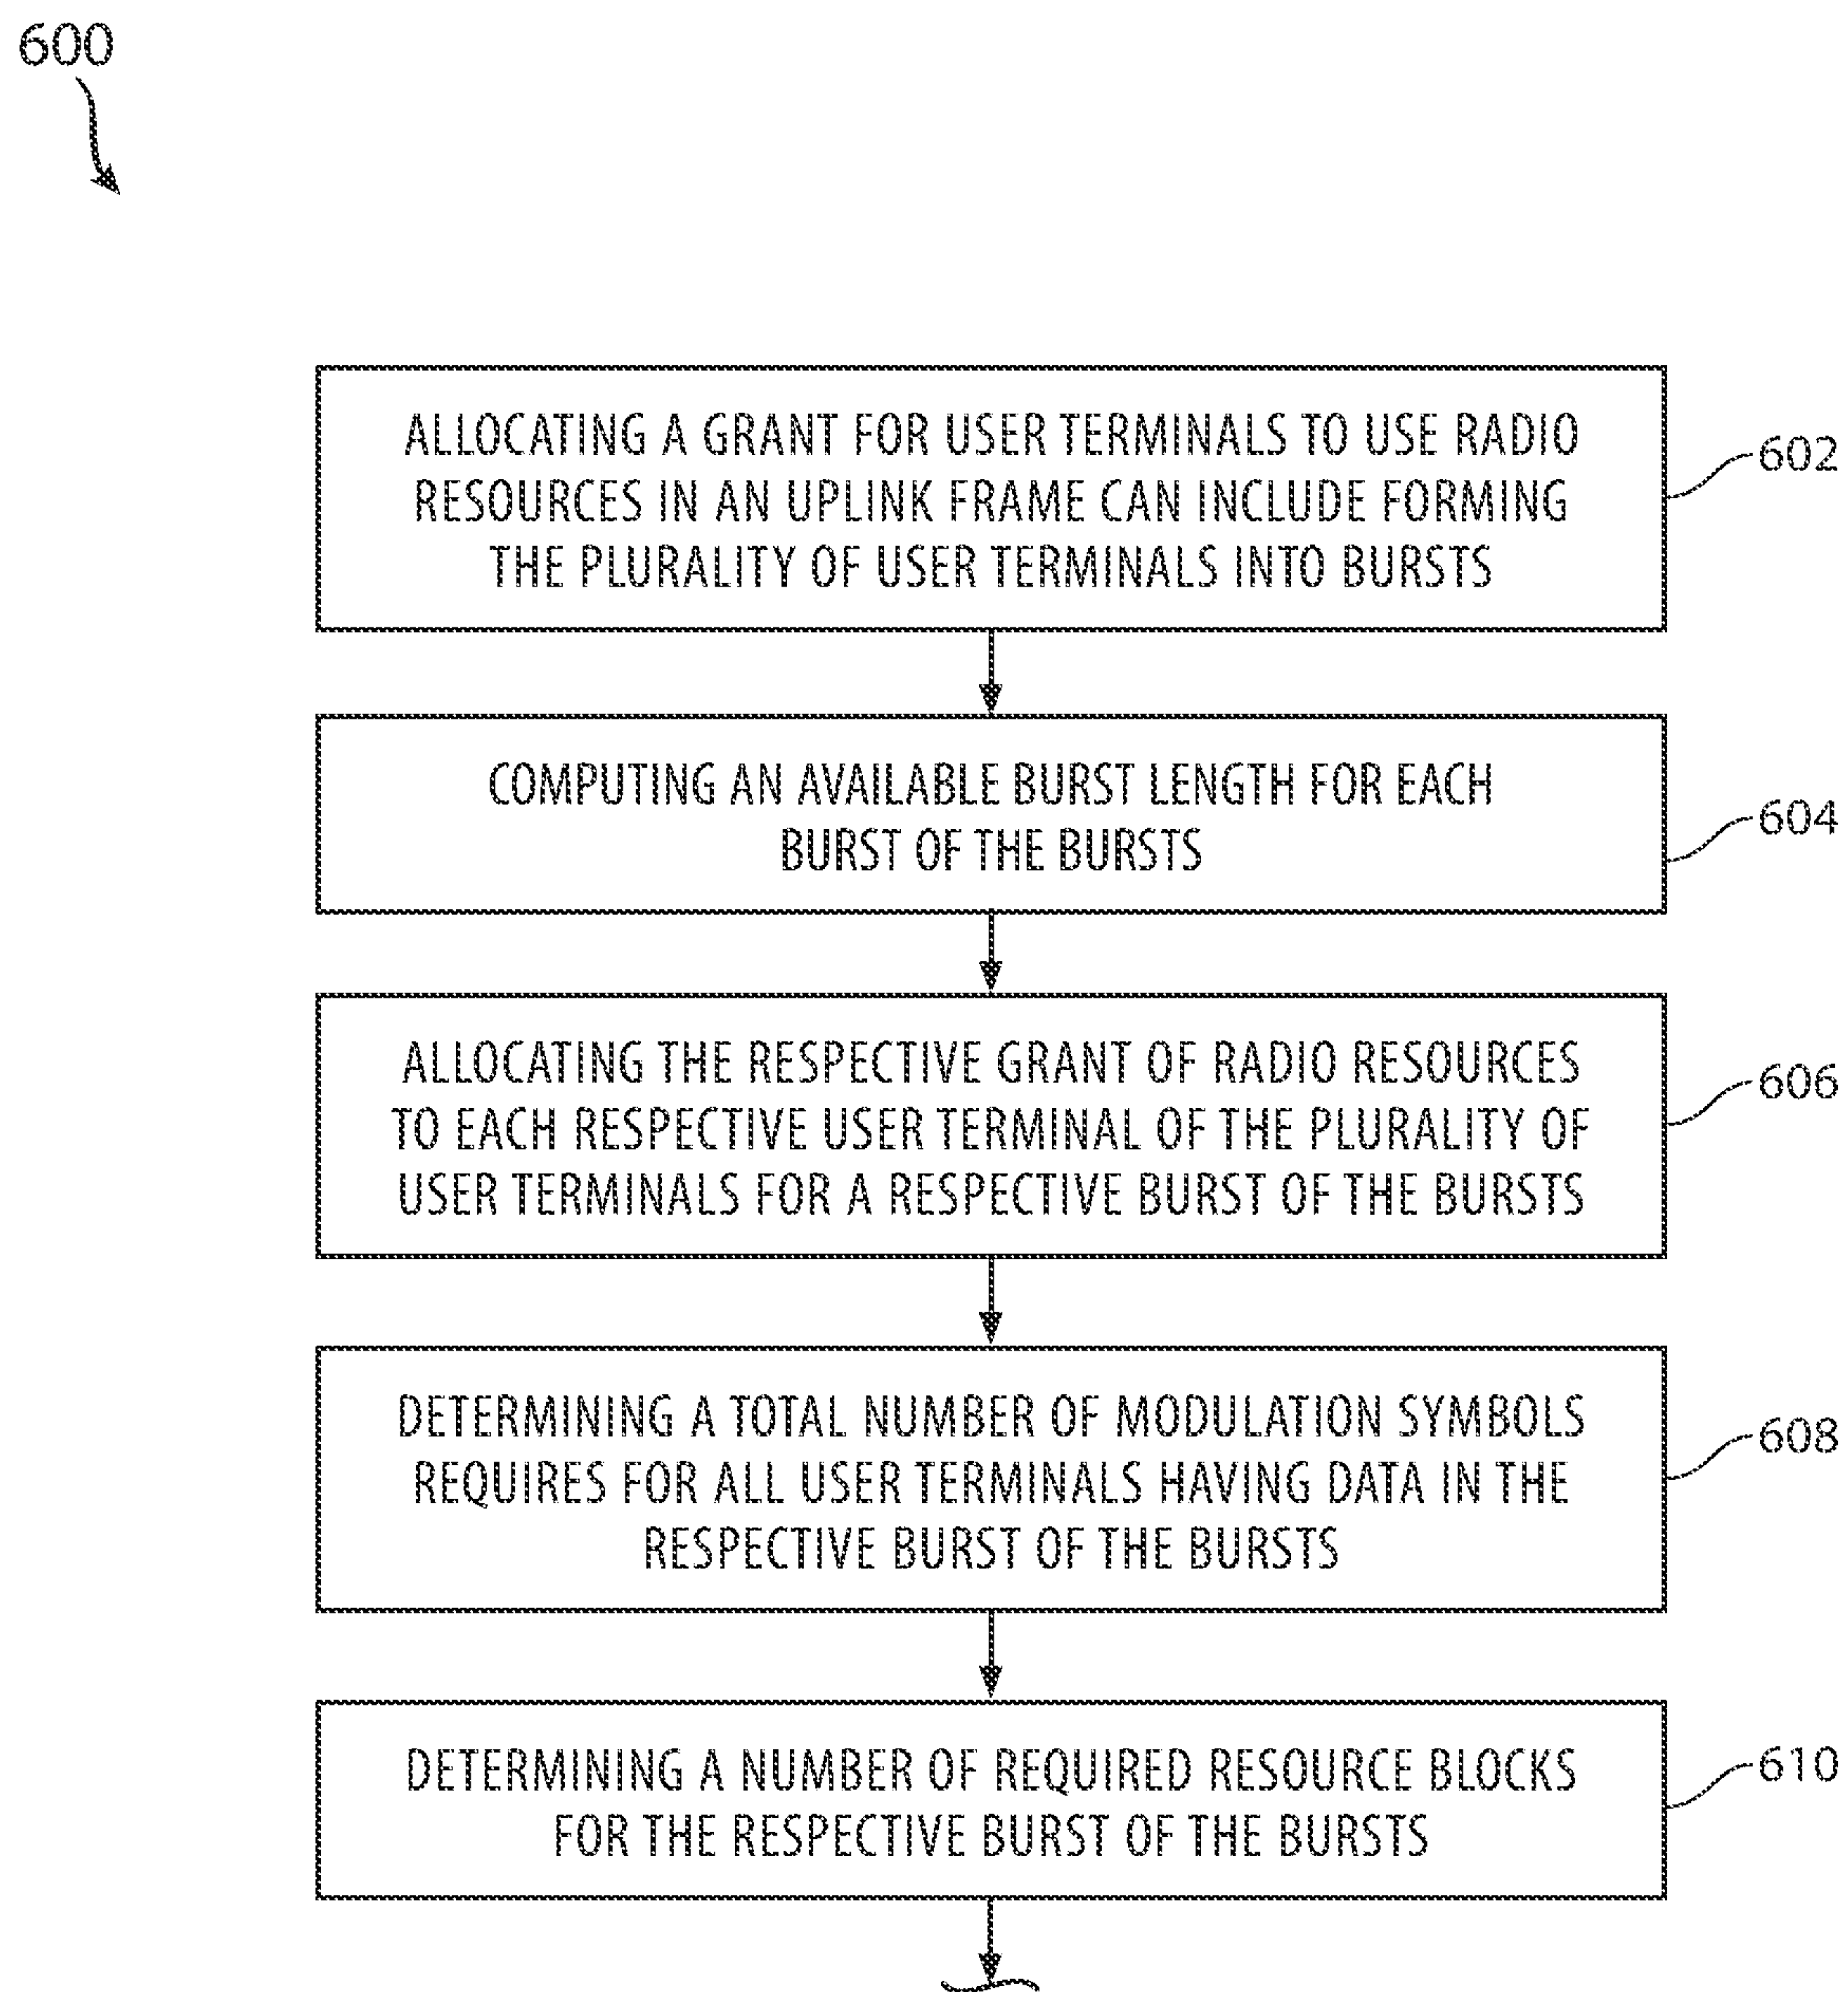 600
ALLOCATING A GRANT FOR USER TERMINALS TO USE RADIO
RESOURCES IN AN UPLINK FRAME CAN INCLUDE FORMING
THE PLURALITY OF USER TERMINALS INTO BURSTS
602
COMPUTING AN AVAILABLE BURST LENGTH FOR EACH
BURST OF THE BURSTS
604
ALLOCATING THE RESPECTIVE GRANT OF RADIO RESOURCES
TO EACH RESPECTIVE USER TERMINAL OF THE PLURALITY OF
USER TERMINALS FOR A RESPECTIVE BURST OF THE BURSTS
606
DETERMINING A TOTAL NUMBER OF MODULATION SYMBOLS
REQUIRES FOR ALL USER TERMINALS HAVING DATA IN THE
RESPECTIVE BURST OF THE BURSTS
608
DETERMINING A NUMBER OF REQUIRED RESOURCE BLOCKS
FOR THE RESPECTIVE BURST OF THE BURSTS
610